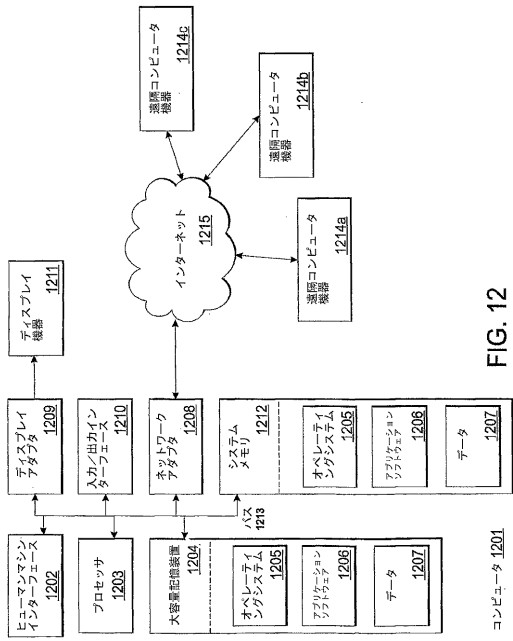 ヒューマンマシン
インターフェース
1202
プロセッサ
1203
大容量記憶装置
1204
オペレーティ
ングシステム
1205
アプリケーション
ソフトウェア
1206
データ
1207
コンピュータ 1201
バス
1213
ディスプレイ
アダプタ
1209
入力/出力イン
ターフェース
1210
ネットワーク
アダプタ
1208
システム
メモリ
1212
オペレーティ
ングシステム
1205
アプリケーション
ソフトウェア
1206
データ
1207
ディスプレイ
機器
1211
インターネット
1215
遠隔コンピュータ
機器
1214c
遠隔コンピュータ
機器
1214b
遠隔コンピュータ
機器
1214a
FIG. 12